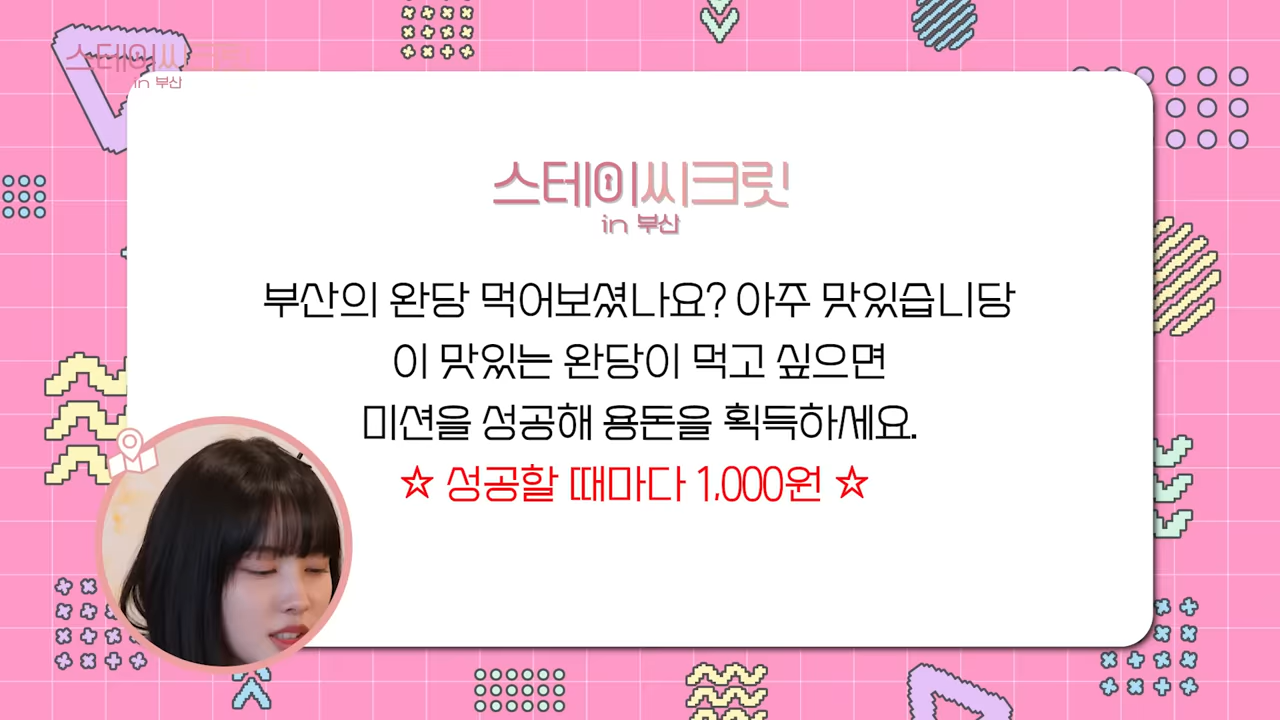 스테이씨크릿
in 부산
스테이씨크릿
in 부산
부산의 완당 먹어보셨나요? 아주 맛있습니당
이 맛있는 완당이 먹고 싶으면
미션을 성공해 용돈을 획득하세요.
☆ 성공할 때마다 1,000원 ☆